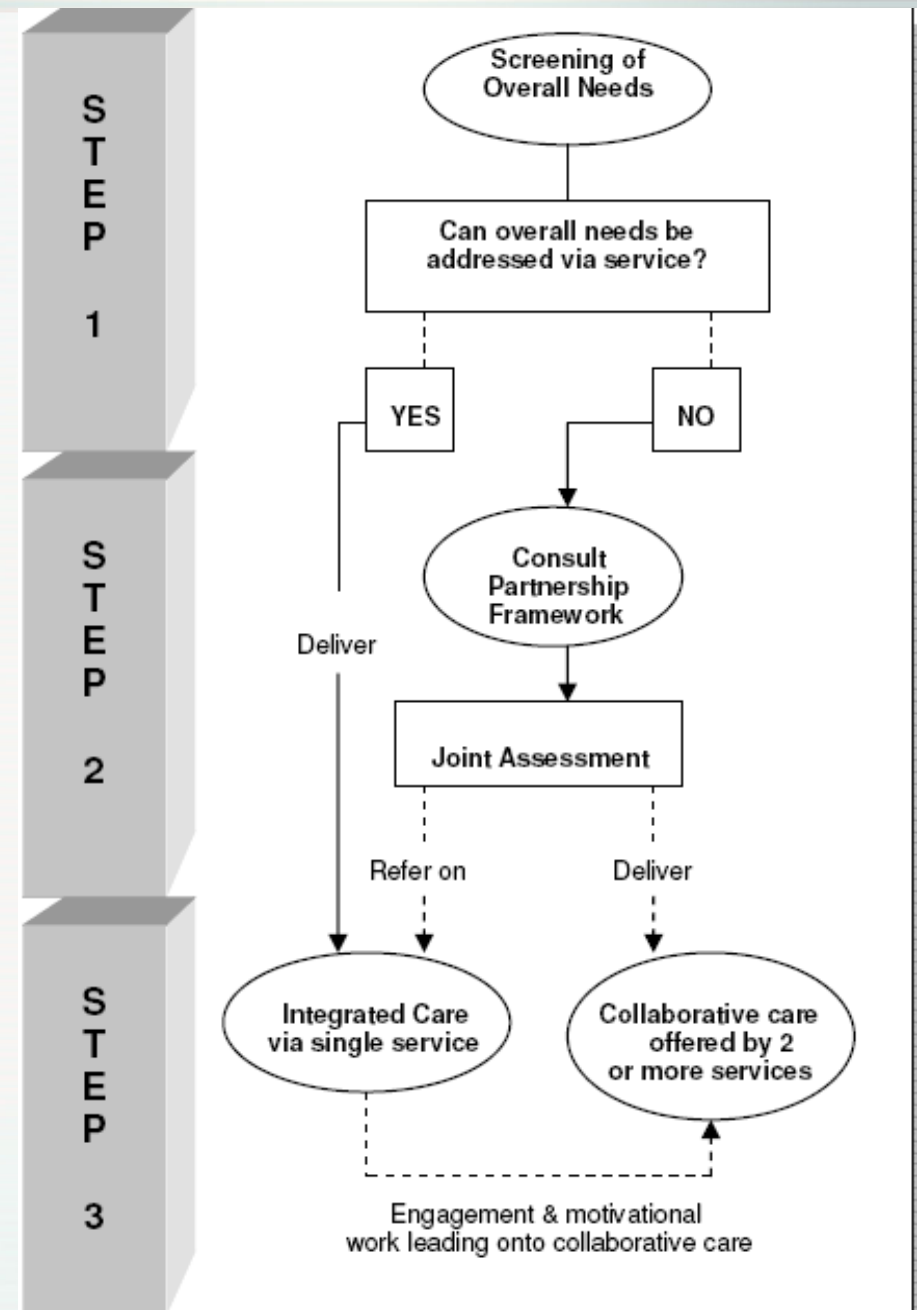 S
T
E
P
1
Screening of
Overall Needs
Can overall needs be
addressed via service?
YES
NO
S
T
E
P
2
Consult
Partnership
Framework
Deliver
Joint Assessment
Refer on
Deliver
S
T
E
P
3
Integrated Care
via single service
Collaborative care
offered by 2
or more services
Engagement & motivational
work leading onto collaborative care